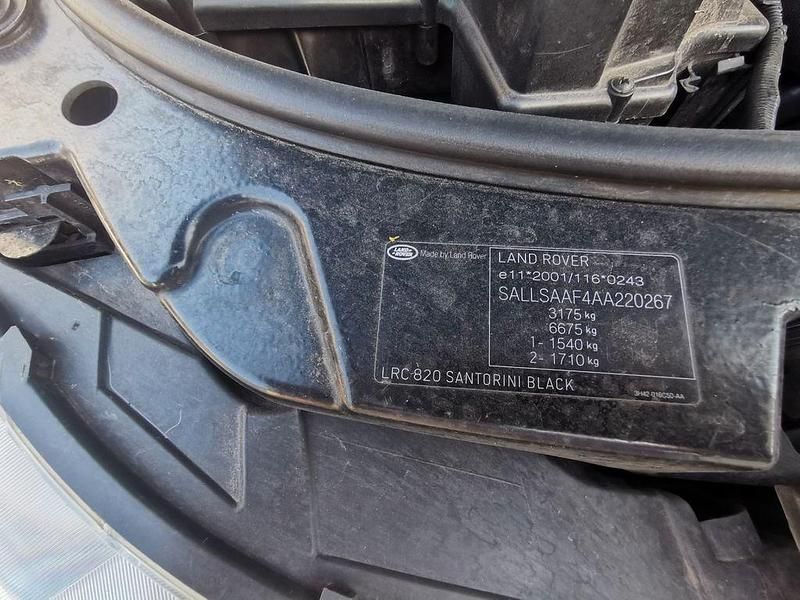 LAND ROVER
Made by Land Rover
LAND ROVER
e11*2001/116*0243
SALLSAAF4AA220267
3175 kg
6675 kg
1- 1540 kg
2- 1710 kg
LRC 820 SANTORINI BLACK